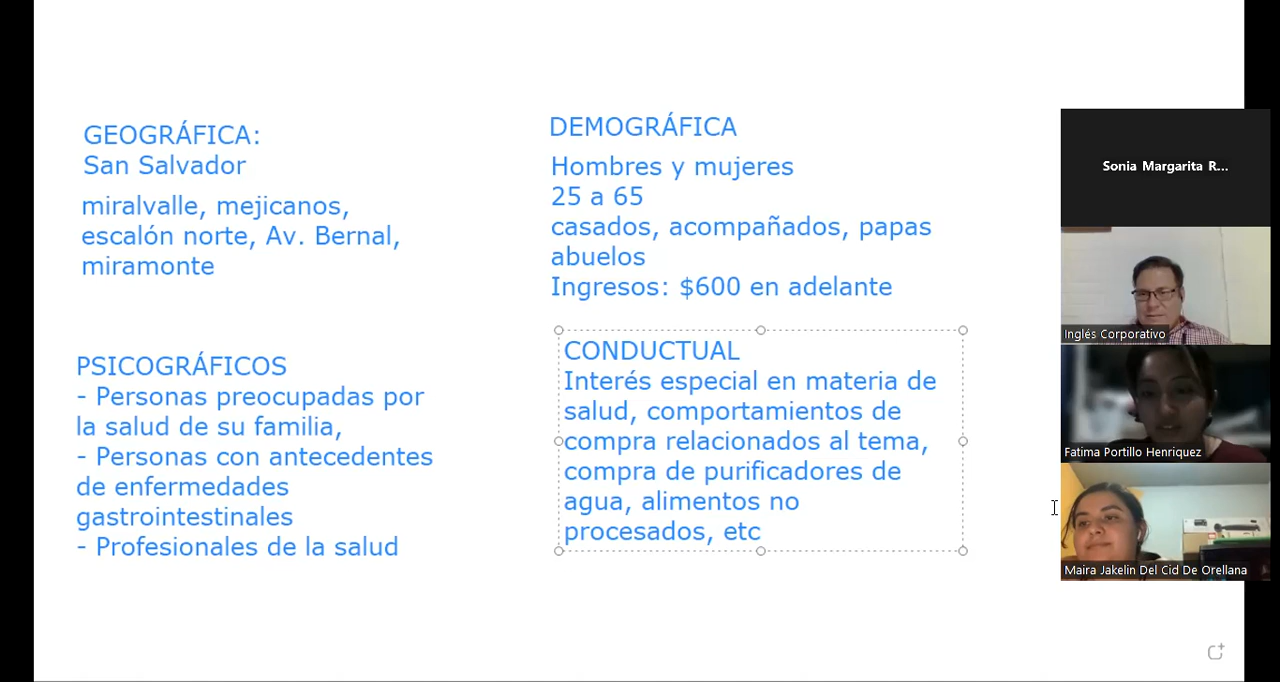 GEOGRÁFICA:
San Salvador
miralvalle, mejicanos,
escalón norte, Av. Bernal,
miramonte
DEMOGRÁFICA
Hombres y mujeres
25 a 65
casados, acompañados, papas
abuelos
Ingresos: $600 en adelante
PSICOGRÁFICOS
- Personas preocupadas por
la salud de su familia,
- Personas con antecedentes
de enfermedades
gastrointestinales
- Profesionales de la salud
CONDUCTUAL
Interés especial en materia de
salud, comportamientos de
compra relacionados al tema,
compra de purificadores de
agua, alimentos no
procesados, etc
Sonia Margarita R...
Inglés Corporativo
Fatima Portillo Henriquez
Maira Jakelin Del Cid De Orellana